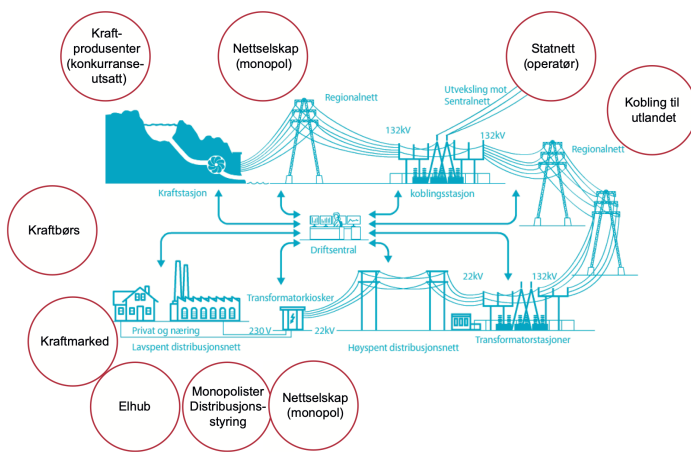 Kraft-
produsenter
(konkurranse-
utsatt)
Nettselskap
(monopol)
Statnett
(operatør)
Kobling til
utlandet
Regionalnett
Utveksling mot
Sentralnett
132kV
132kV
Regionalnett
Kraftstasjon
koblingsstasjon
Kraftbørs
Driftsentral
Transformatorkiosker
22kV
132kV
Privat og næring
230 V
22kV
Lavspent distribusjonsnett
Høyspent distribusjonsnett
Transformatorstasjoner
Kraftmarked
Elhub
Monopolister
Distribusjons-
styring
Nettselskap
(monopol)